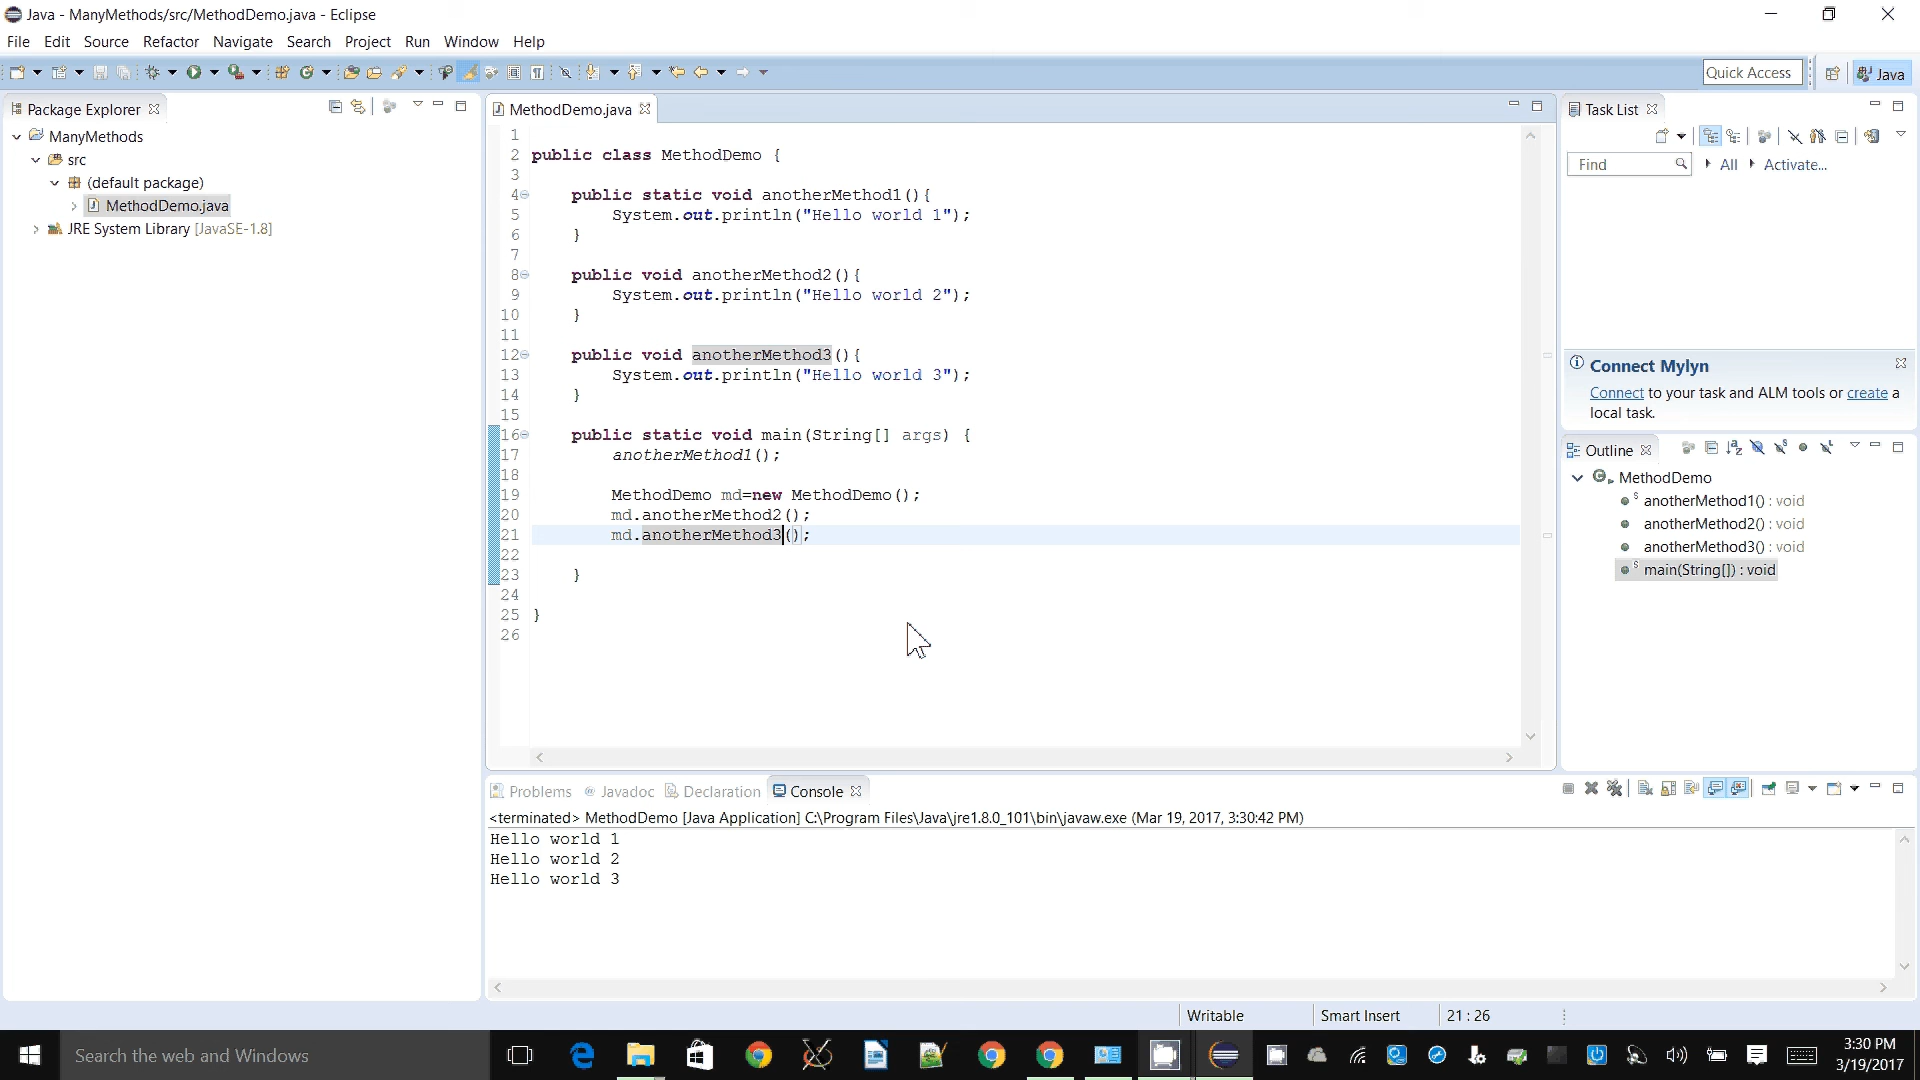 Java - ManyMethods/src/MethodDemo.java - Eclipse
File Edit Source Refactor Navigate Search Project Run Window Help
Quick Access
Java
Package Explorer
ManyMethods
src
(default package)
MethodDemo.java
JRE System Library [JavaSE-1.8]
MethodDemo.java
1
2 public class MethodDemo {
3
4 public static void anotherMethod1(){
5 System.out.println("Hello world 1");
6 }
7
8 public void anotherMethod2(){
9 System.out.println("Hello world 2");
10 }
11
12 public void anotherMethod3(){
13 System.out.println("Hello world 3");
14 }
15
16 public static void main(String[] args) {
17 anotherMethod1();
18
19 MethodDemo md=new MethodDemo();
20 md.anotherMethod2();
21 md.anotherMethod3();
22
23 }
24
25 }
26
Task List
Find
All
Activate...
Connect Mylyn
Connect to your task and ALM tools or create a
local task.
Outline
MethodDemo
anotherMethod1() : void
anotherMethod2() : void
anotherMethod3() : void
main(String[]) : void
Problems
Javadoc
Declaration
Console
<terminated> MethodDemo [Java Application] C:\Program Files\Java\jre1.8.0_101\bin\javaw.exe (Mar 19, 2017, 3:30:42 PM)
Hello world 1
Hello world 2
Hello world 3
Writable
Smart Insert
21 : 26
Search the web and Windows
3:30 PM
3/19/2017